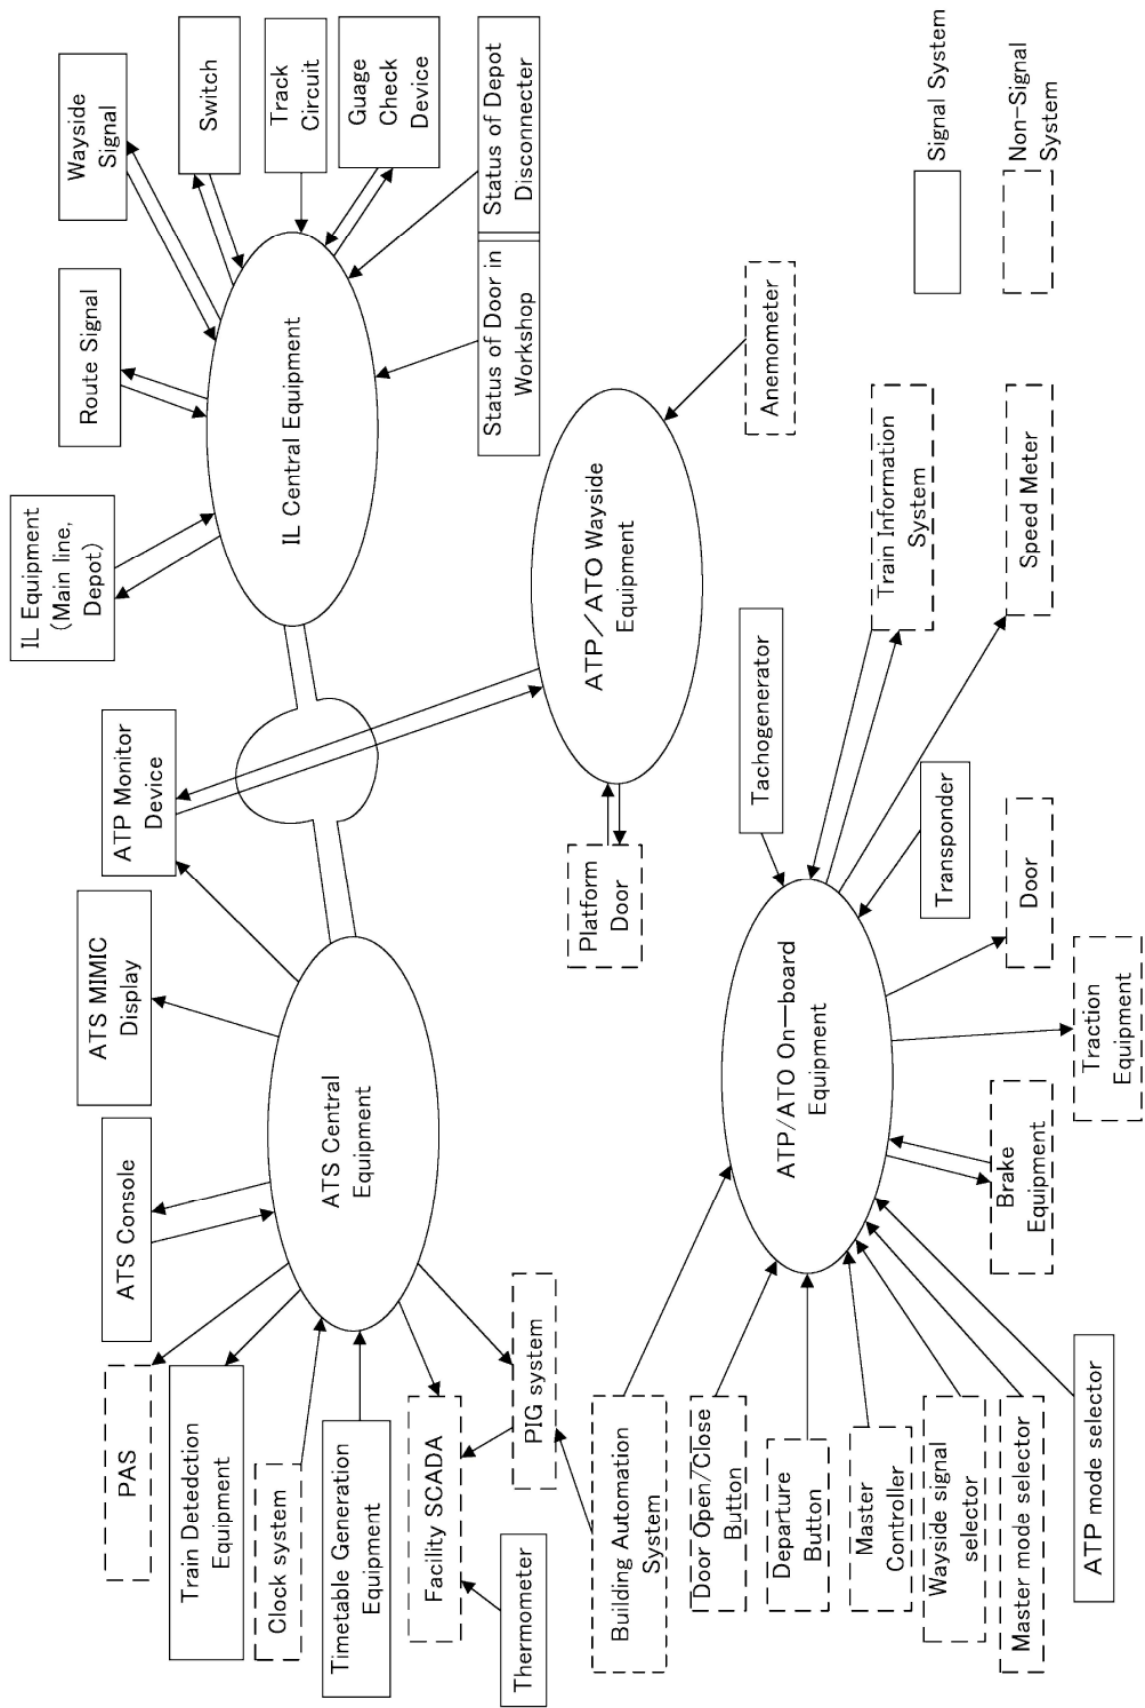 PAS
Train Detedction
Equipment
Clock system
Timetable Generation
Equipment
Facility SCADA
Thermometer
PIG system
ATS Console
ATS MIMIC
Display
ATP Monitor
Device
ATS Central
Equipment
IL Equipment
(Main line,
Depot)
Route Signal
Wayside
Signal
Switch
Track
Circuit
Guage
Check
Device
IL Central Equipment
Status of Door in
Workshop
Status of Depot
Disconnecter
Platform
Door
ATP/ATO Wayside
Equipment
Anemometer
Building Automation
System
Door Open/Close
Button
Departure
Button
Master
Controller
Wayside signal
selector
Master mode selector
ATP mode selector
ATP/ATO On—board
Equipment
Tachogenerator
Train Information
System
Speed Meter
Transponder
Door
Traction
Equipment
Brake
Equipment
Signal System
Non-Signal
System